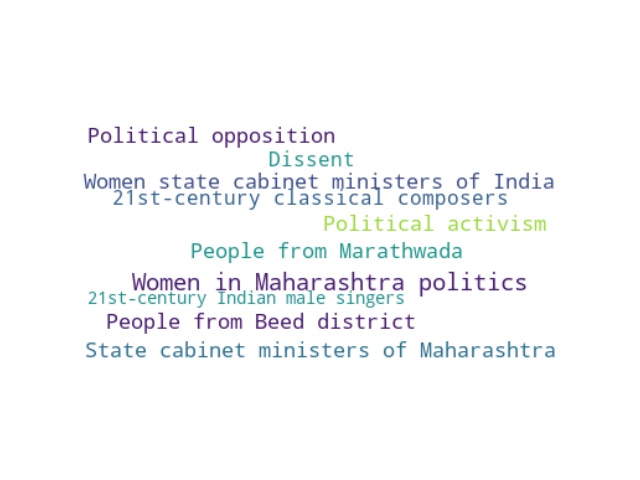 Political opposition
Dissent
Women state cabinet ministers of India
21st-century classical composers
Political activism
People from Marathwada
Women in Maharashtra politics
21st-century Indian male singers
People from Beed district
State cabinet ministers of Maharashtra